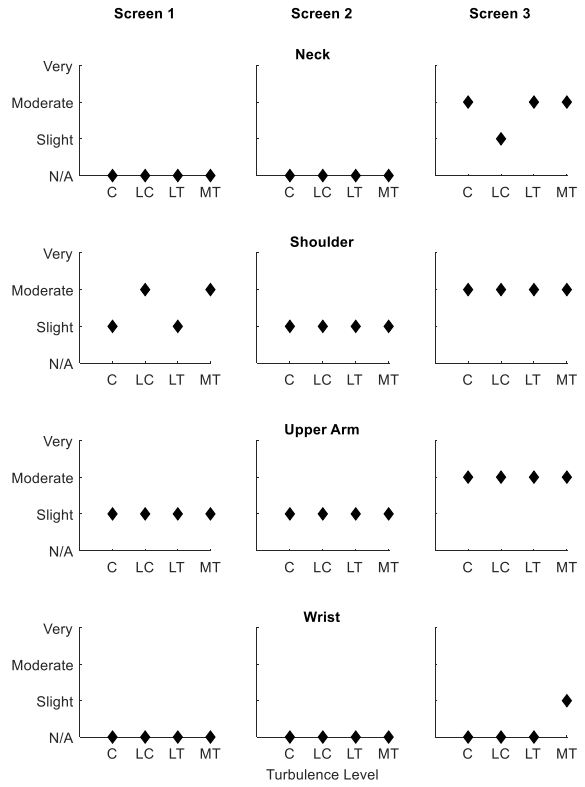 Screen 1 Screen 2 Screen 3
Neck
Very
Moderate
Slight
N/A
C LC LT MT C LC LT MT C LC LT MT
Shoulder
Very
Moderate
Slight
N/A
C LC LT MT C LC LT MT C LC LT MT
Upper Arm
Very
Moderate
Slight
N/A
C LC LT MT C LC LT MT C LC LT MT
Wrist
Very
Moderate
Slight
N/A
C LC LT MT C LC LT MT C LC LT MT
Turbulence Level